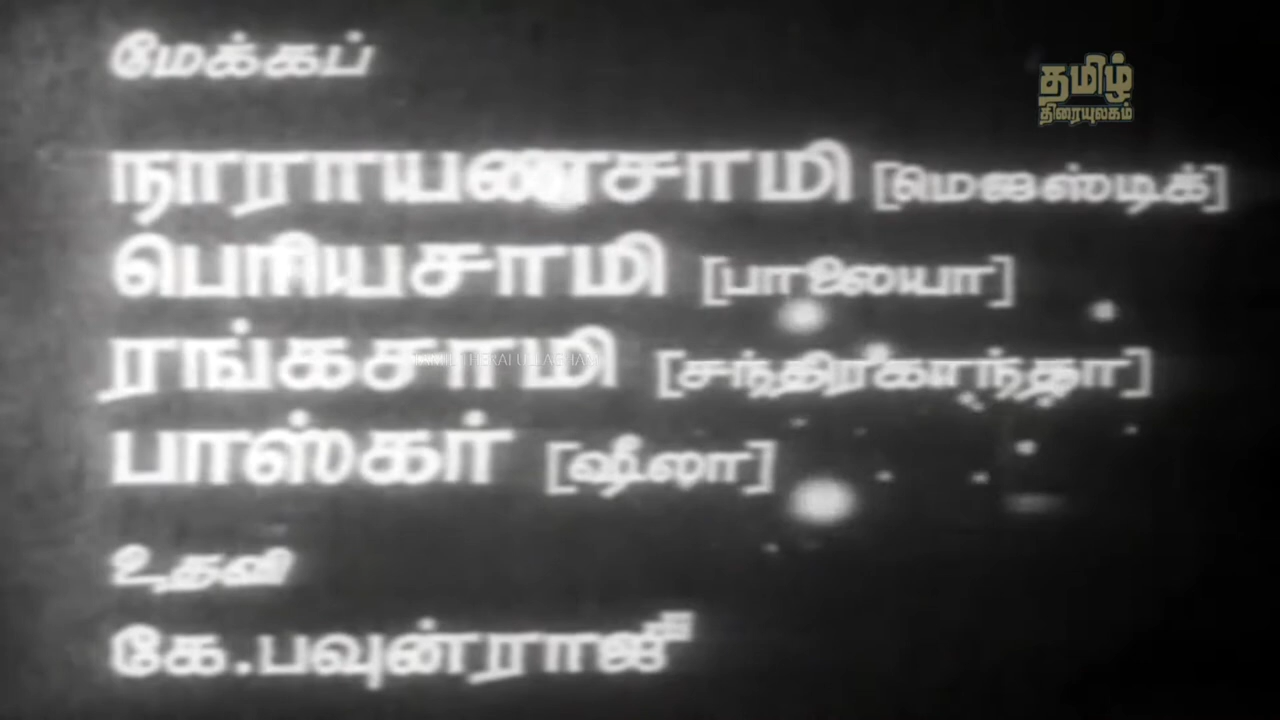 மேக்கப்
தமிழ்
திரையுலகம்
நாராயணசாமி [மெஜஸ்டிக்]
பெரியசாமி [பாலையா]
ரங்கசாமி [சந்திரகாந்தா]
பாஸ்கர் [ஷீலா]
உதவி
கே.பவுன்ராஜ்